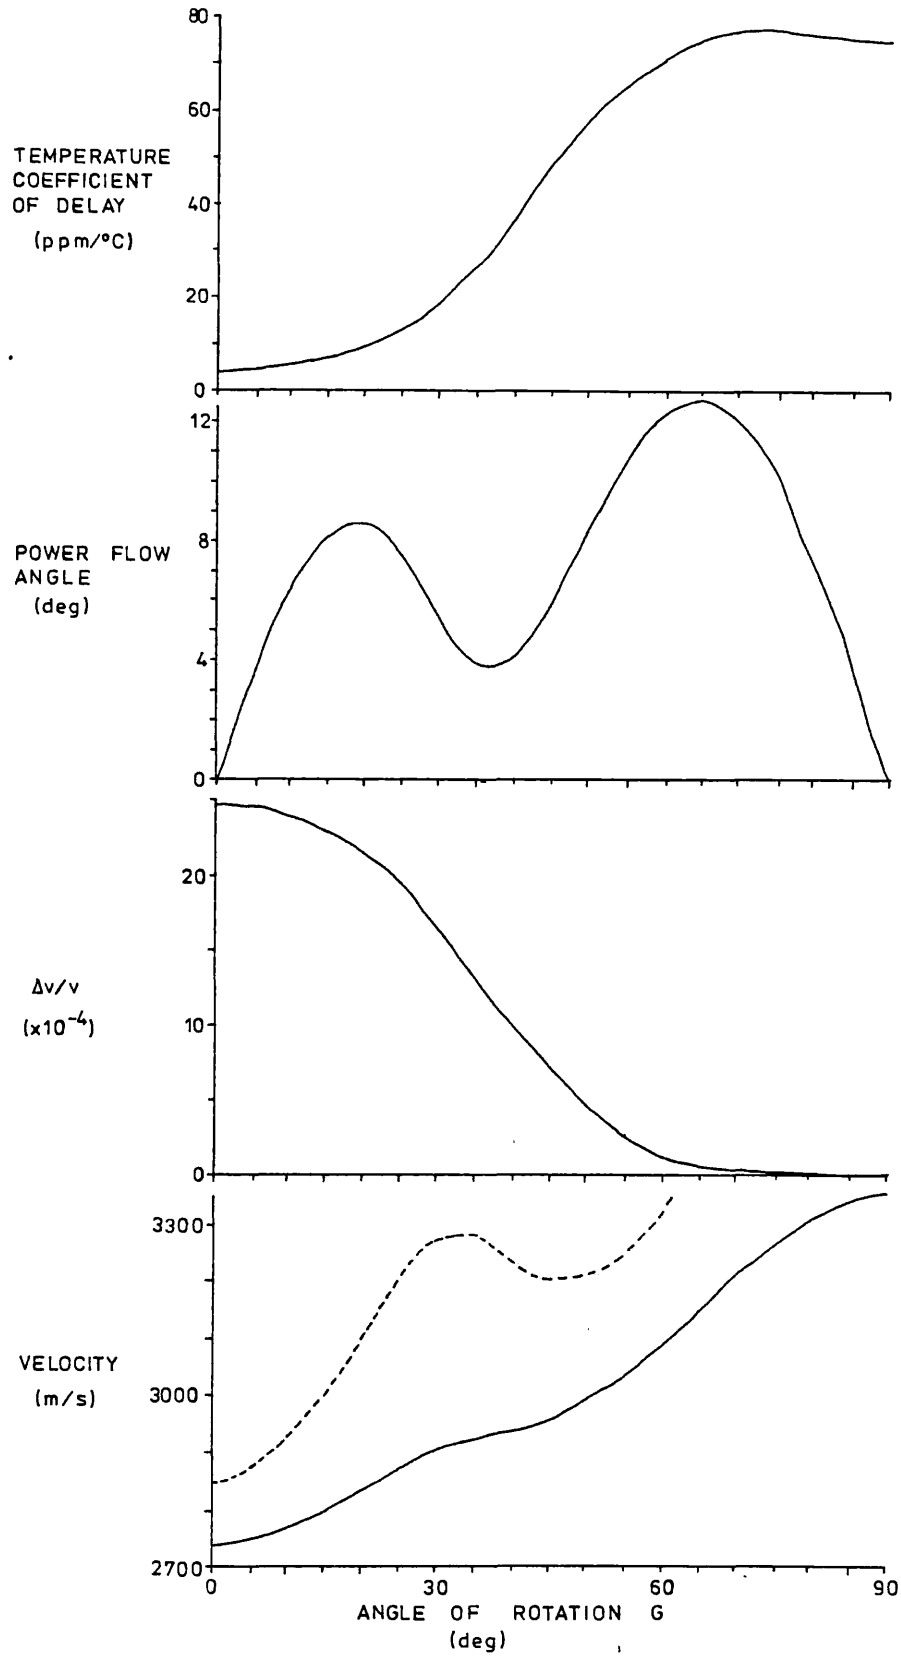 80
60
40
20
0
TEMPERATURE
COEFFICIENT
OF DELAY
(ppm/°C)
12
8
4
0
POWER FLOW
ANGLE
(deg)
20
10
0
Δv/v
(x10⁻⁴)
3300
3000
2700
VELOCITY
(m/s)
0 30 60 90
ANGLE OF ROTATION G
(deg)